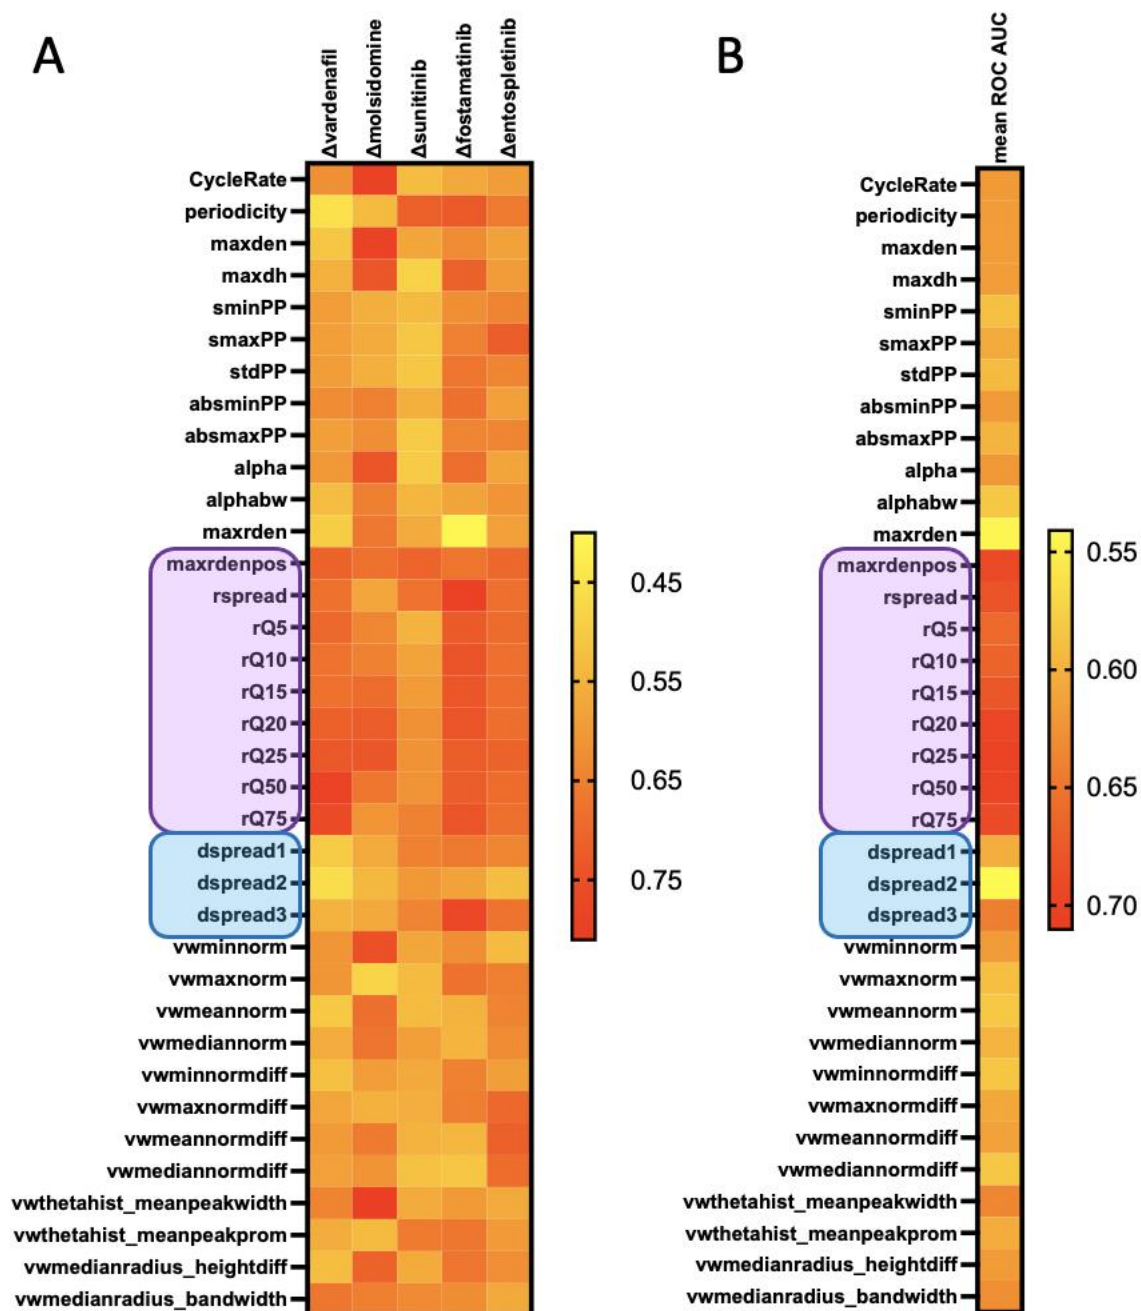 A
Δvardenafil
Δmolsidomine
Δsunitinib
Δfostamatinib
Δentospletinib
CycleRate
periodicity
maxden
maxdh
sminPP
smaxPP
stdPP
absminPP
absmaxPP
alpha
alphabw
maxrden
maxrdenpos
rspread
rQ5
rQ10
rQ15
rQ20
rQ25
rQ50
rQ75
dspread1
dspread2
dspread3
vwminnorm
vwmaxnorm
vwmeannorm
vwmediannorm
vwminnormdiff
vwmaxnormdiff
vwmeannormdiff
vwmediannormdiff
vwthetahist_meanpeakwidth
vwthetahist_meanpeakprom
vwmedianradius_heightdiff
vwmedianradius_bandwidth
0.45
0.55
0.65
0.75
B
mean ROC AUC
CycleRate
periodicity
maxden
maxdh
sminPP
smaxPP
stdPP
absminPP
absmaxPP
alpha
alphabw
maxrden
maxrdenpos
rspread
rQ5
rQ10
rQ15
rQ20
rQ25
rQ50
rQ75
dspread1
dspread2
dspread3
vwminnorm
vwmaxnorm
vwmeannorm
vwmediannorm
vwminnormdiff
vwmaxnormdiff
vwmeannormdiff
vwmediannormdiff
vwthetahist_meanpeakwidth
vwthetahist_meanpeakprom
vwmedianradius_heightdiff
vwmedianradius_bandwidth
0.55
0.60
0.65
0.70